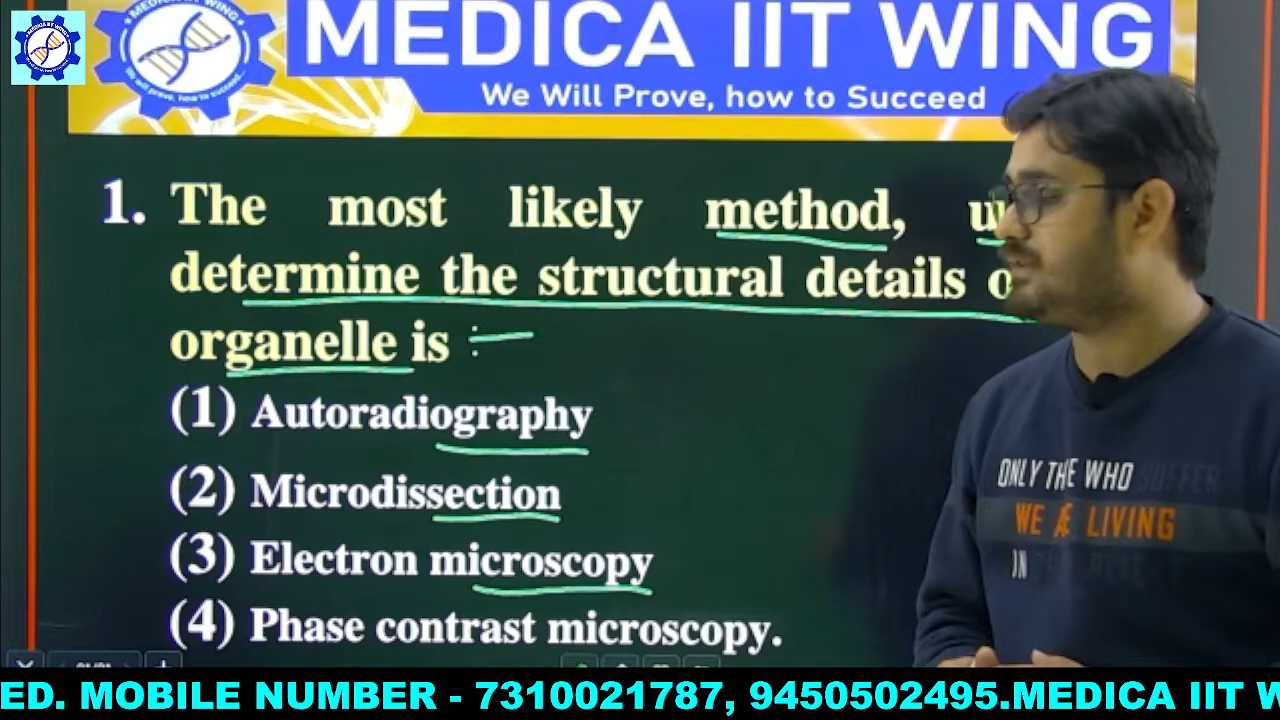 MEDICA IIT WING
We Will Prove, how to Succeed
1. The most likely method,
determine the structural details
organelle is :
(1) Autoradiography
(2) Microdissection
(3) Electron microscopy
(4) Phase contrast microscopy.
ONLY WHO SUFFER
WE LIVING
IN
ED. MOBILE NUMBER - 7310021787, 9450502495.MEDICA IIT W